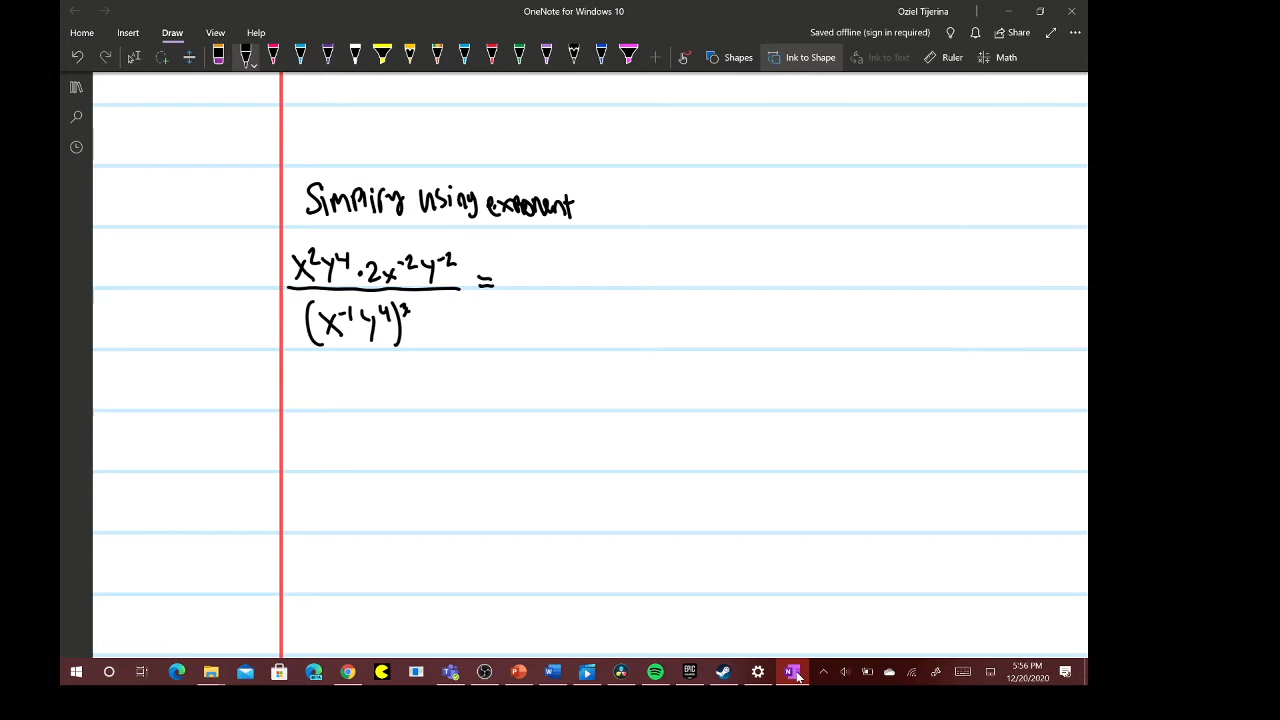 OneNote for Windows 10
Oziel Tijerina
Home Insert Draw View Help
Saved offline (sign in required) Share
Shapes Ink to Shape Ink to Text Ruler Math
Simplify using exponent
x²y⁴·2x⁻²y⁻² =
(x⁻¹y⁴)
5:56 PM
12/20/2020